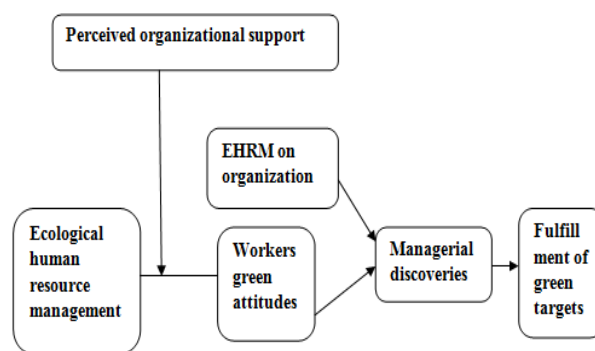 Perceived organizational support
EHRM on
organization
Ecological
human
resource
management
Workers
green
attitudes
Managerial
discoveries
Fulfill
ment of
green
targets